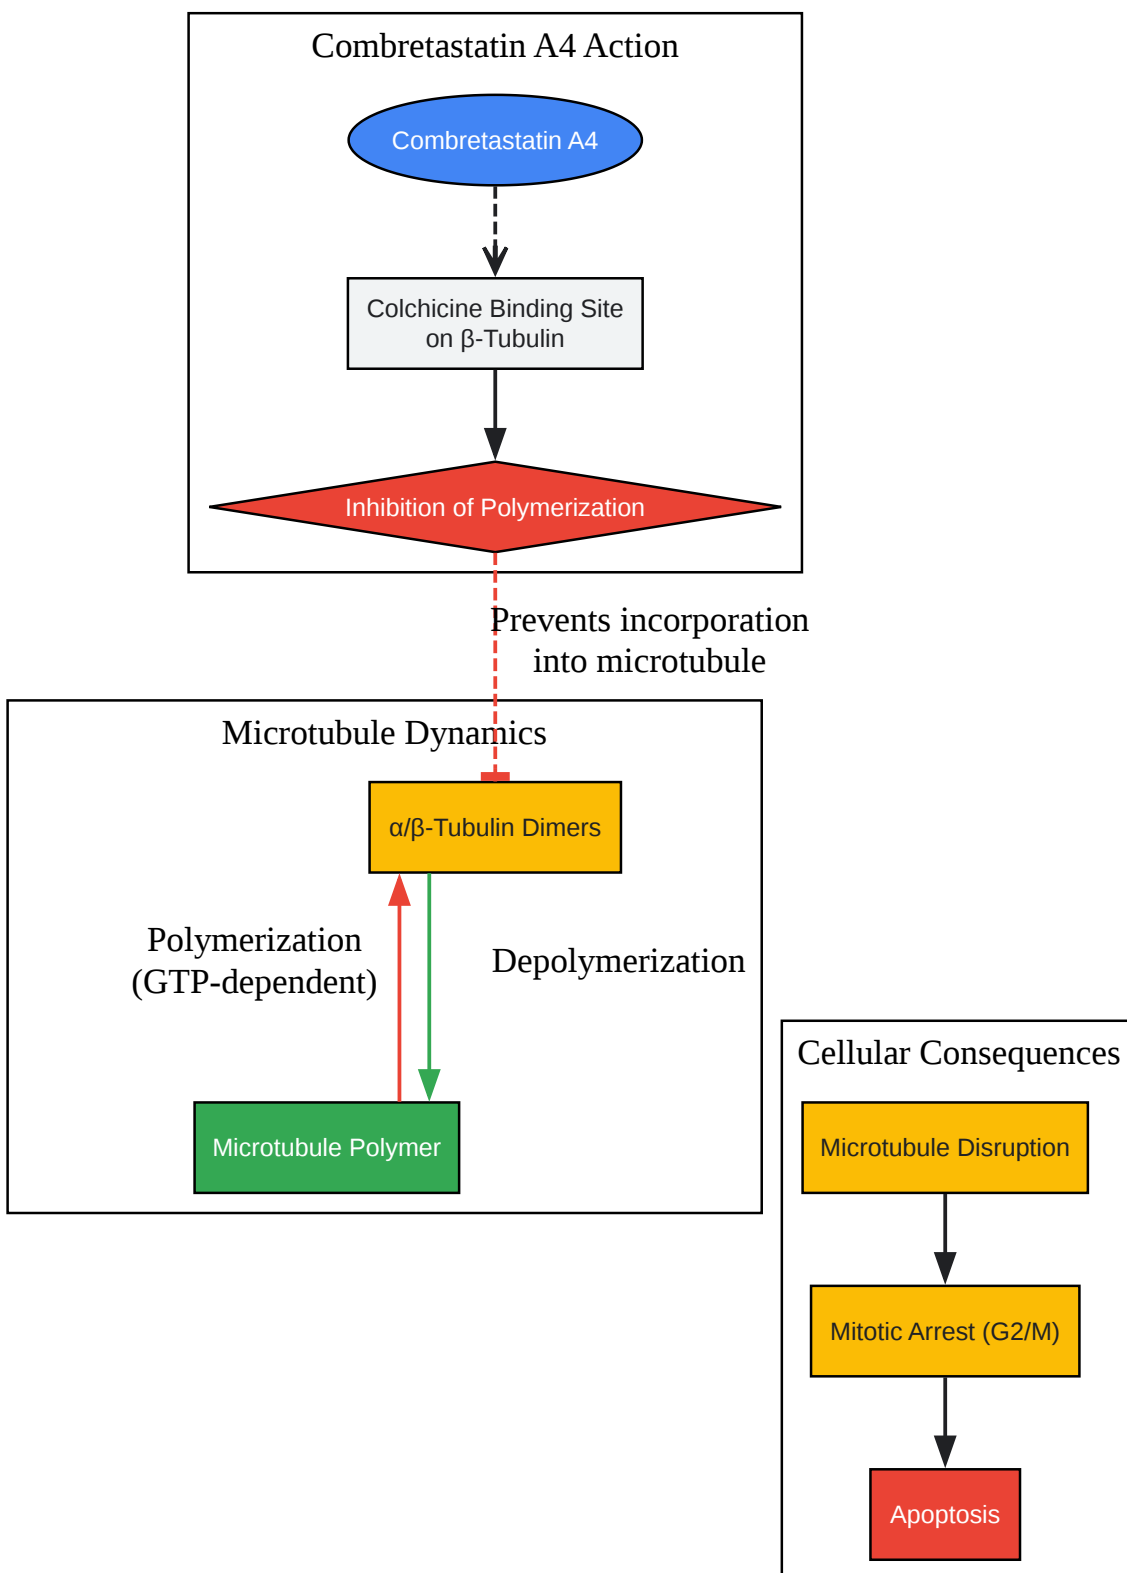 Combretastatin A4 Action
Combretastatin A4
Colchicine Binding Site
on β-Tubulin
Inhibition of Polymerization
Prevents incorporation
into microtubule
Microtubule Dynamics
α/β-Tubulin Dimers
Polymerization
(GTP-dependent)
Depolymerization
Microtubule Polymer
Cellular Consequences
Microtubule Disruption
Mitotic Arrest (G2/M)
Apoptosis